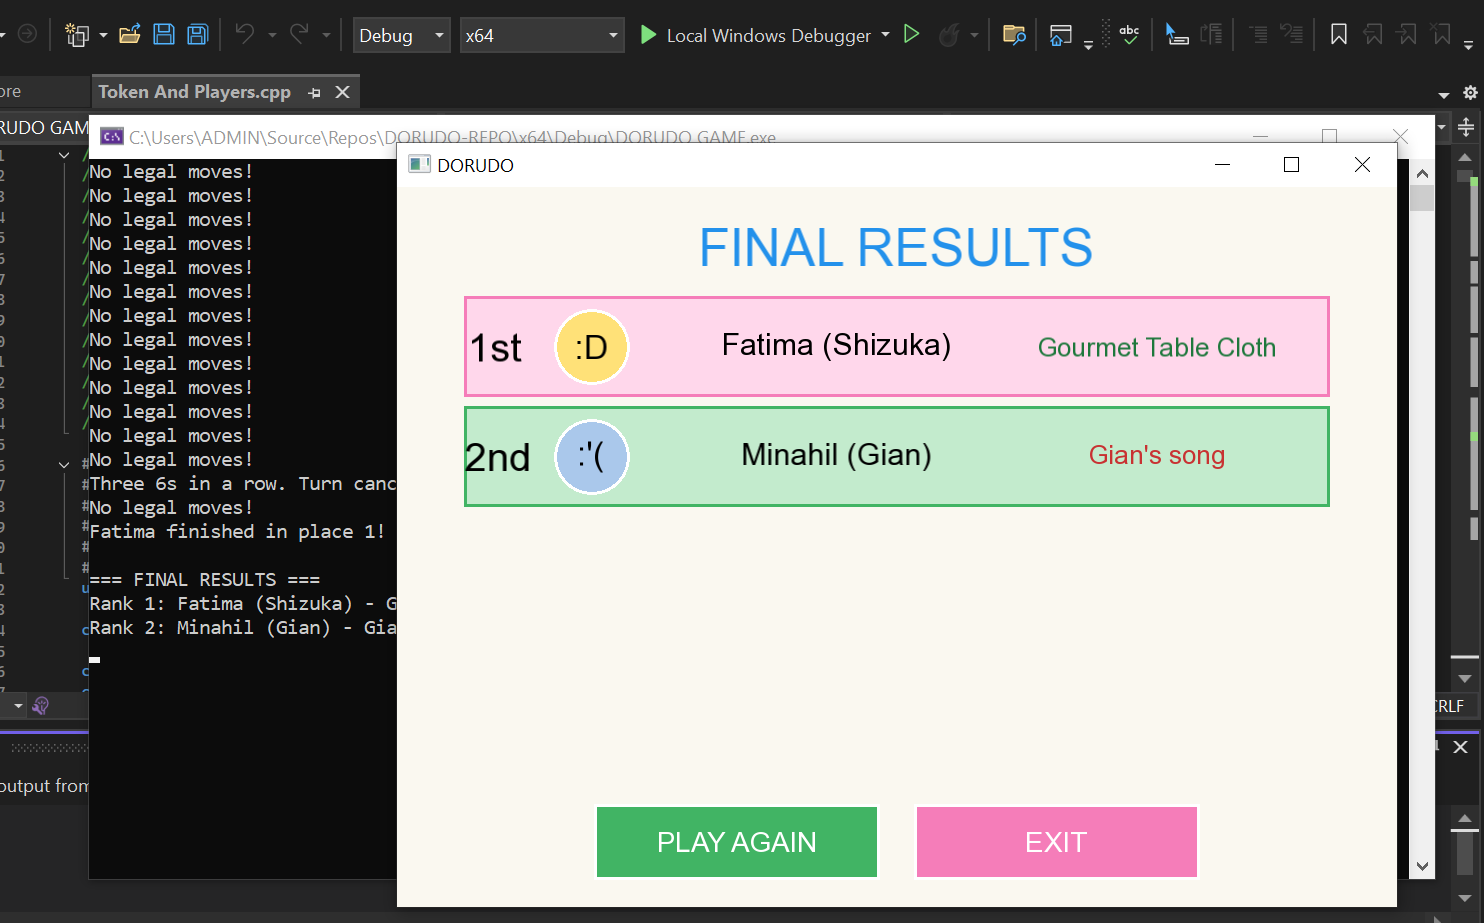 Debug
x64
Local Windows Debugger
abc
ore
Token And Players.cpp
RUDO GAM
C:\Users\ADMIN\Source\Repos\DORUDO-REPO\x64\Debug\DORUDO GAME.exe
DORUDO
No legal moves!
No legal moves!
No legal moves!
No legal moves!
No legal moves!
No legal moves!
No legal moves!
No legal moves!
No legal moves!
No legal moves!
No legal moves!
No legal moves!
No legal moves!
Three 6s in a row. Turn canc
No legal moves!
Fatima finished in place 1!
=== FINAL RESULTS ===
Rank 1: Fatima (Shizuka) - G
Rank 2: Minahil (Gian) - Gia
FINAL RESULTS
1st :D Fatima (Shizuka) Gourmet Table Cloth
2nd :'( Minahil (Gian) Gian's song
PLAY AGAIN
EXIT
CRLF
output from